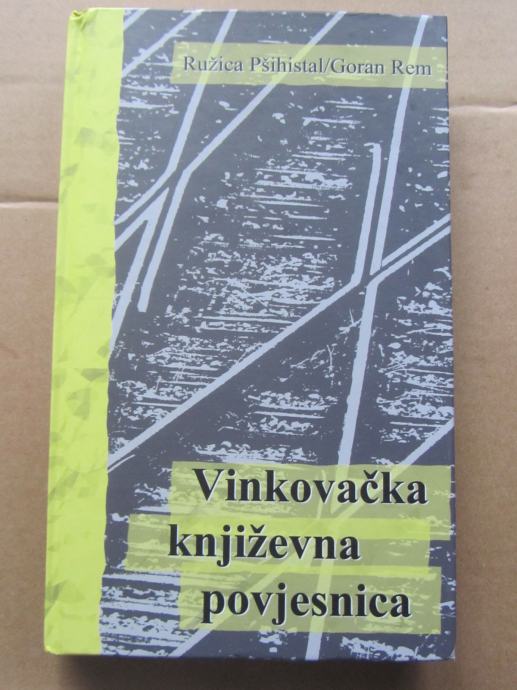 Ružica Pšihistal/Goran Rem
Vinkovačka
književna
povjesnica